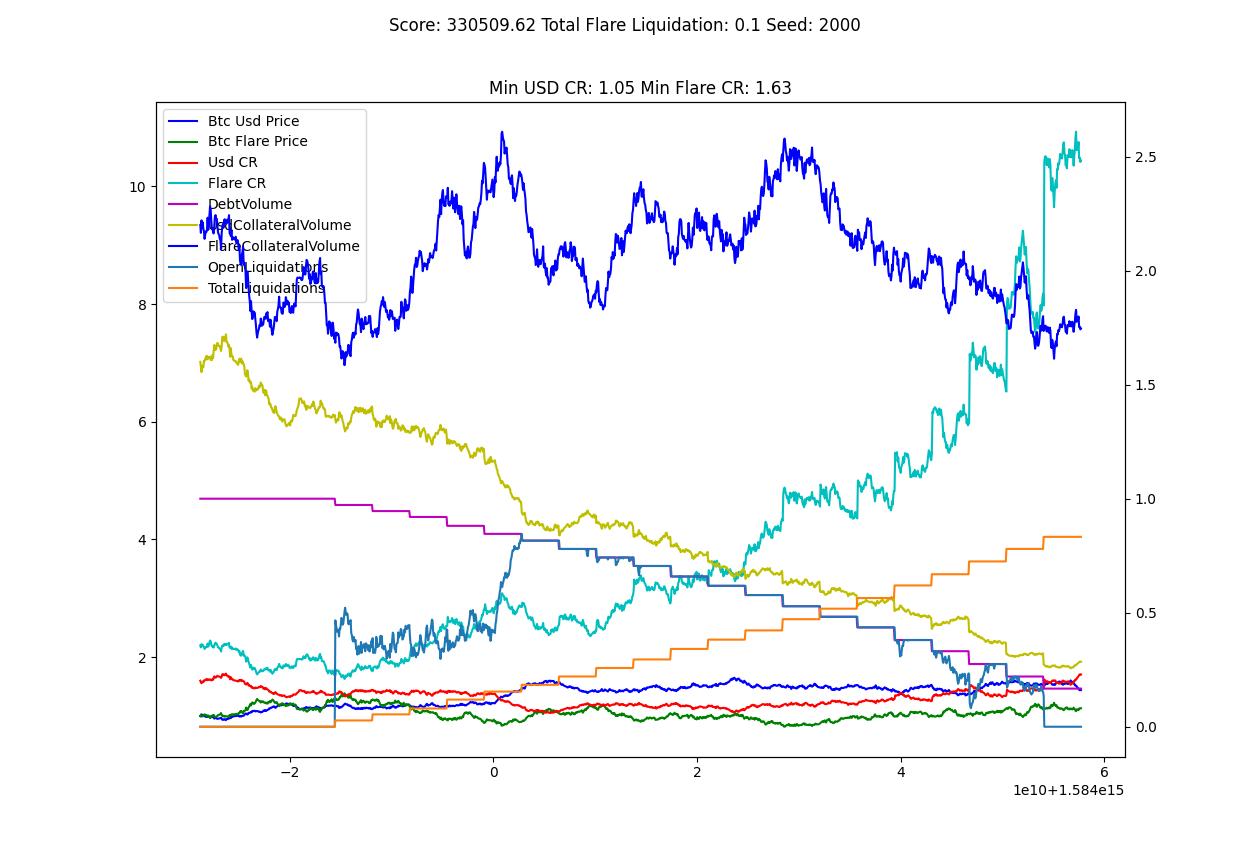 Score: 330509.62 Total Flare Liquidation: 0.1 Seed: 2000
Min USD CR: 1.05 Min Flare CR: 1.63
Btc Usd Price
Btc Flare Price
Usd CR
Flare CR
DebtVolume
UsdCollateralVolume
FlareCollateralVolume
OpenLiquidations
TotalLiquidations
10
8
6
4
2
2.5
2.0
1.5
1.0
0.5
0.0
−2 0 2 4 6
1e10+1.584e15